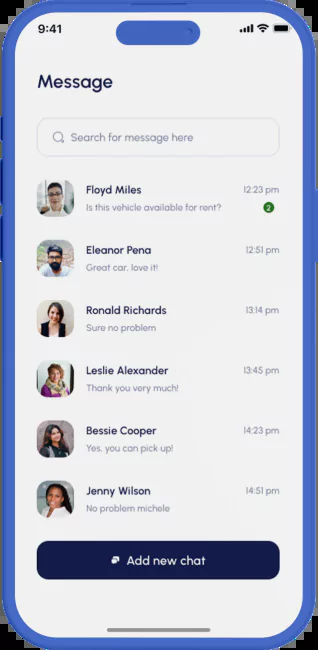 9:41
Message
Search for message here
Floyd Miles 12:23 pm
Is this vehicle available for rent? 2
Eleanor Pena 12:51 pm
Great car, love it!
Ronald Richards 13:14 pm
Sure no problem
Leslie Alexander 13:45 pm
Thank you very much!
Bessie Cooper 14:23 pm
Yes, you can pick up!
Jenny Wilson 14:51 pm
No problem michele
Add new chat